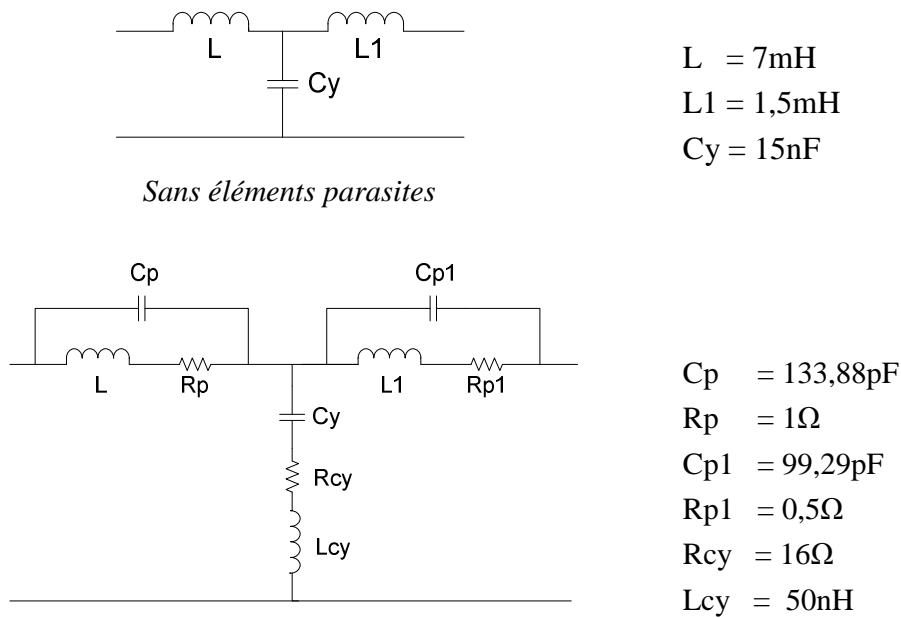 L
L1
Cy
L = 7mH
L1 = 1,5mH
Cy = 15nF
Sans éléments parasites
Cp
Cp1
L
Rp
L1
Rp1
Cy
Rcy
Lcy
Cp = 133,88pF
Rp = 1Ω
Cp1 = 99,29pF
Rp1 = 0,5Ω
Rcy = 16Ω
Lcy = 50nH